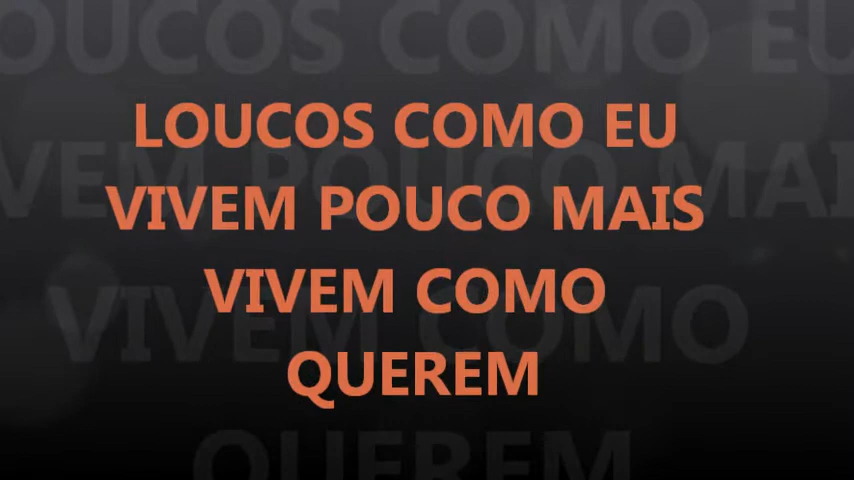 LOUCOS COMO EU
VIVEM POUCO MAIS
VIVEM COMO
QUEREM